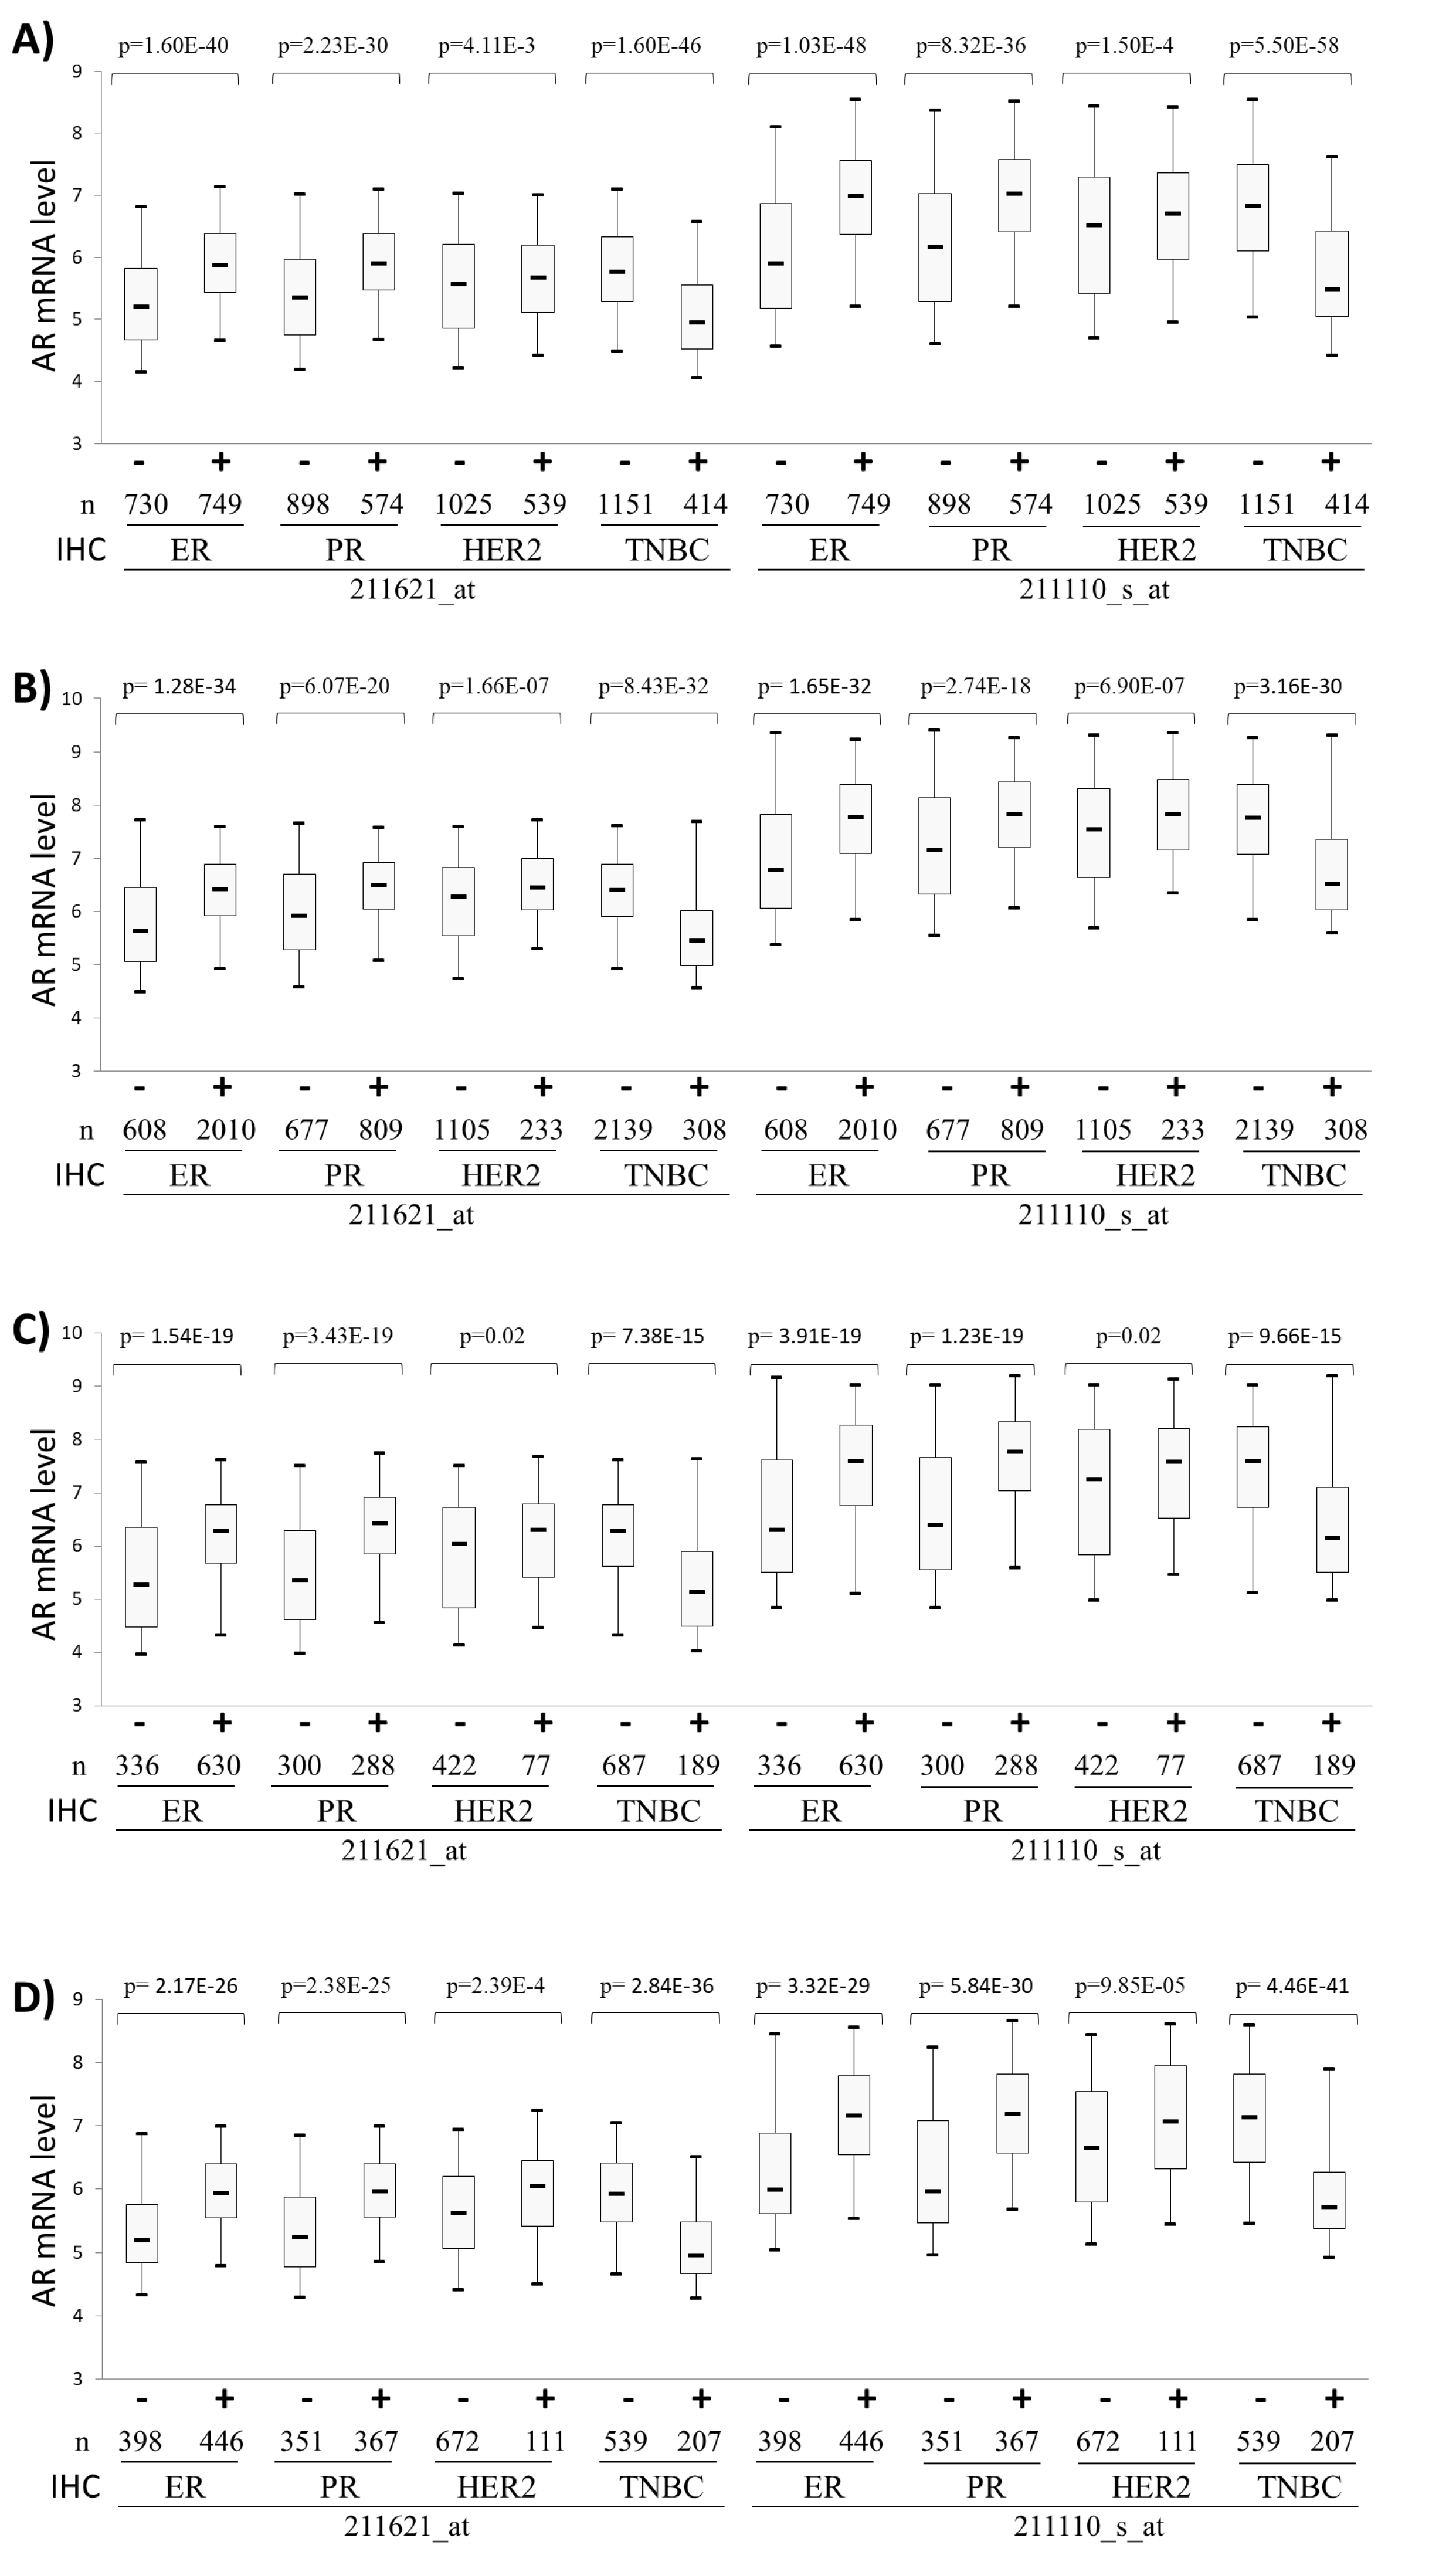 A)
p=1.60E-40 p=2.23E-30 p=4.11E-3 p=1.60E-46 p=1.03E-48 p=8.32E-36 p=1.50E-4 p=5.50E-58
AR mRNA level
9
8
7
6
5
4
3
- + - + - + - + - + - + - + - +
n 730 749 898 574 1025 539 1151 414 730 749 898 574 1025 539 1151 414
IHC ER PR HER2 TNBC ER PR HER2 TNBC
211621_at 211110_s_at
B)
p= 1.28E-34 p=6.07E-20 p=1.66E-07 p=8.43E-32 p= 1.65E-32 p=2.74E-18 p=6.90E-07 p=3.16E-30
AR mRNA level
10
9
8
7
6
5
4
3
- + - + - + - + - + - + - + - +
n 608 2010 677 809 1105 233 2139 308 608 2010 677 809 1105 233 2139 308
IHC ER PR HER2 TNBC ER PR HER2 TNBC
211621_at 211110_s_at
C)
p= 1.54E-19 p=3.43E-19 p=0.02 p= 7.38E-15 p= 3.91E-19 p= 1.23E-19 p=0.02 p= 9.66E-15
AR mRNA level
10
9
8
7
6
5
4
3
- + - + - + - + - + - + - + - +
n 336 630 300 288 422 77 687 189 336 630 300 288 422 77 687 189
IHC ER PR HER2 TNBC ER PR HER2 TNBC
211621_at 211110_s_at
D)
p= 2.17E-26 p=2.38E-25 p=2.39E-4 p= 2.84E-36 p= 3.32E-29 p= 5.84E-30 p=9.85E-05 p= 4.46E-41
AR mRNA level
9
8
7
6
5
4
3
- + - + - + - + - + - + - + - +
n 398 446 351 367 672 111 539 207 398 446 351 367 672 111 539 207
IHC ER PR HER2 TNBC ER PR HER2 TNBC
211621_at 211110_s_at